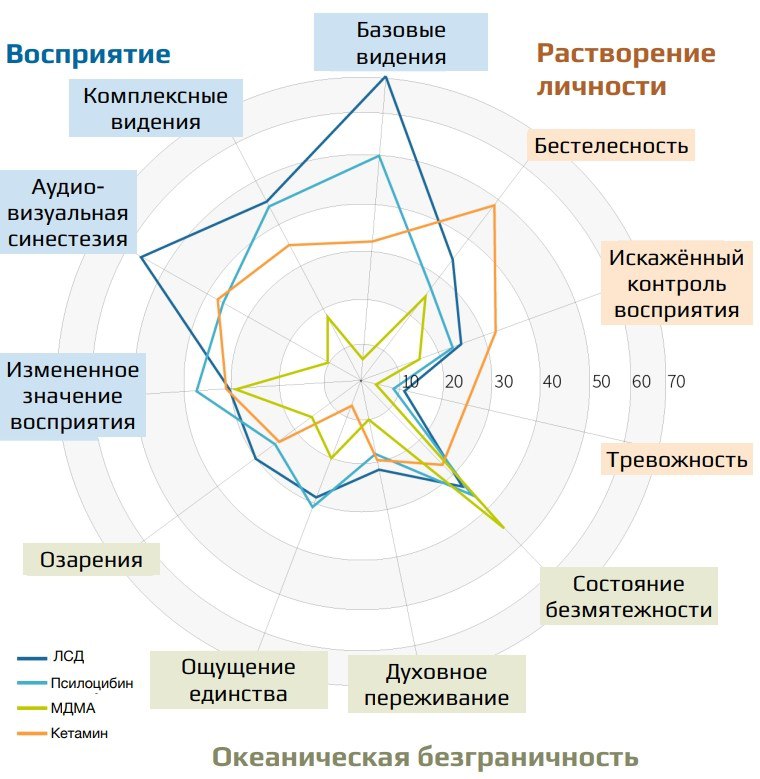 Базовые
видения
Восприятие
Растворение
личности
Комплексные
видения
Бестелесность
Аудио-
визуальная
синестезия
Искажённый
контроль
восприятия
Измененное
значение
восприятия
10 20 30 40 50 60 70
Тревожность
Озарения
Состояние
безмятежности
Ощущение
единства
Духовное
переживание
ЛСД
Псилоцибин
МДМА
Кетамин
Океаническая безграничность